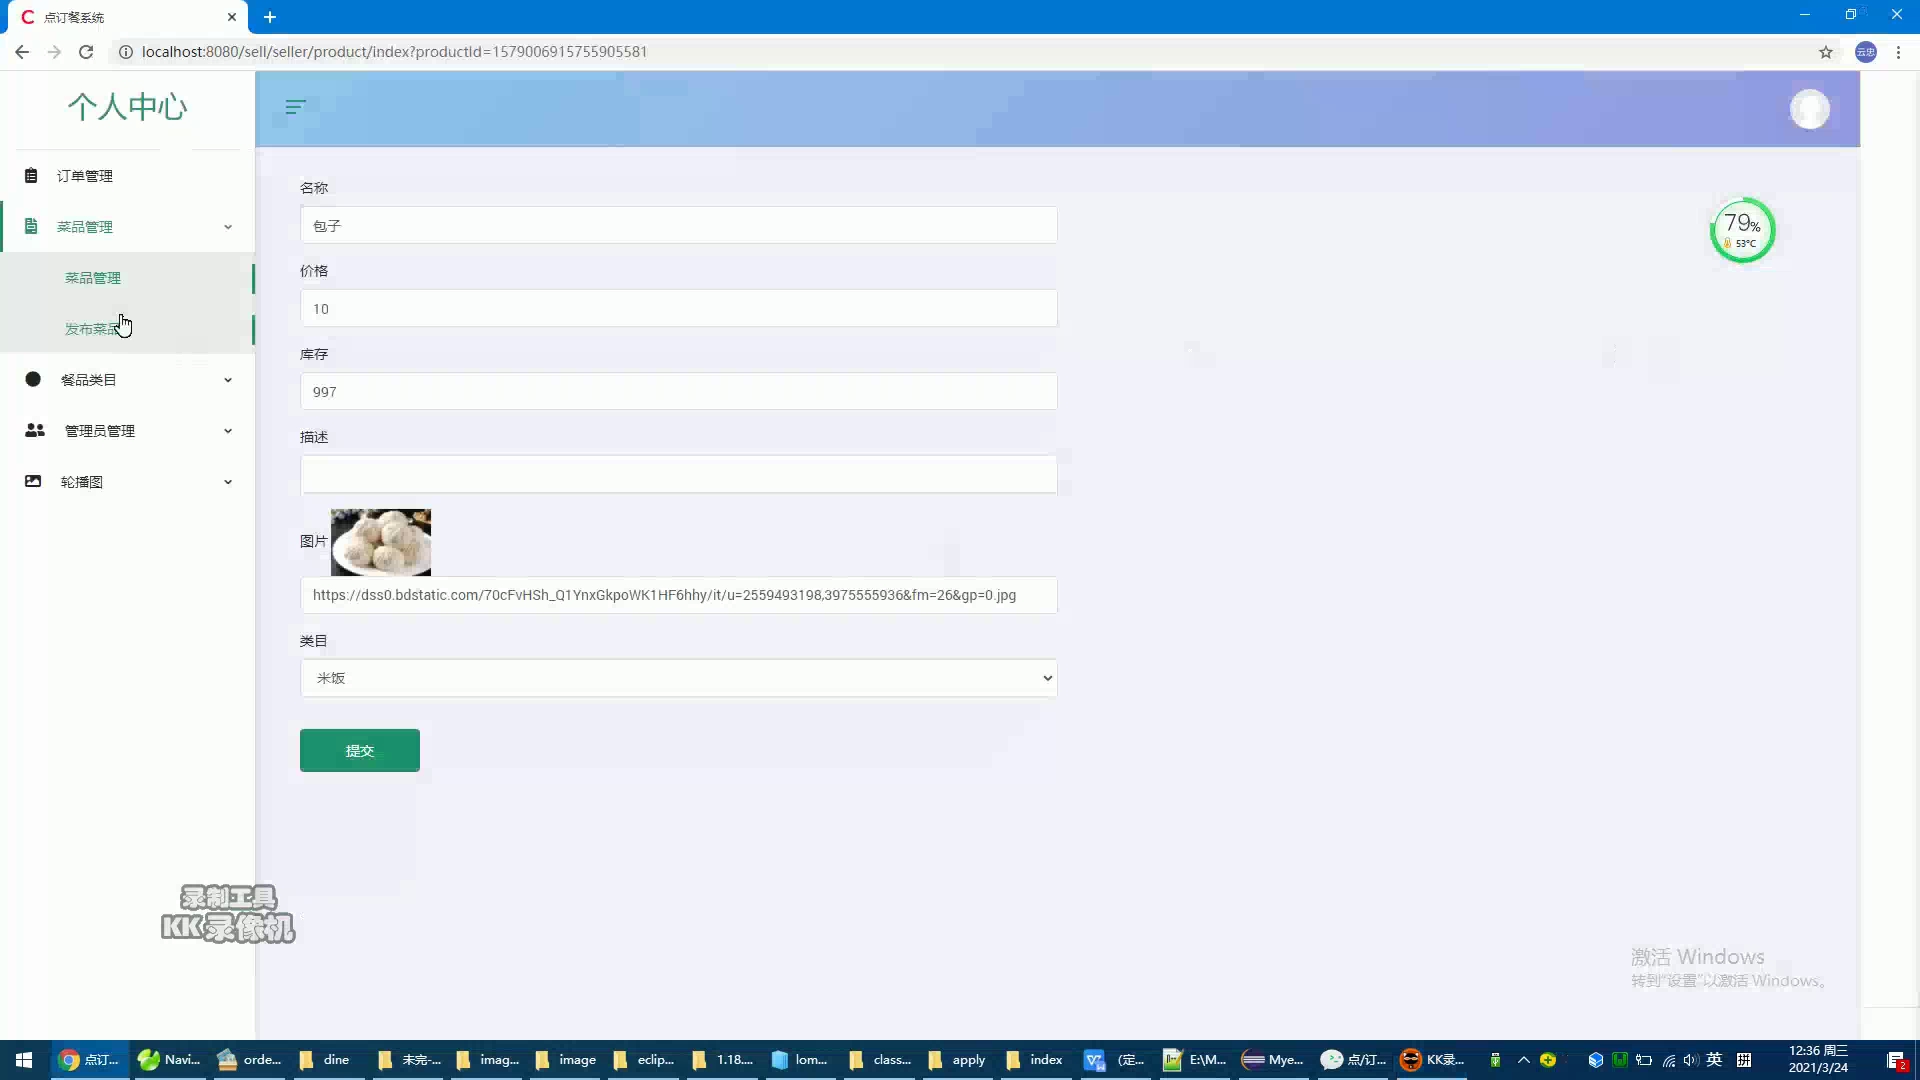 点订餐系统
localhost:8080/sell/seller/product/index?productId=1579006915755905581
云忠
个人中心
订单管理
菜品管理
菜品管理
发布菜品
餐品类目
管理员管理
轮播图
名称
包子
价格
10
库存
997
描述
图片
https://dss0.bdstatic.com/70cFvHSh_Q1YnxGkpoWK1HF6hhy/it/u=2559493198,3975555936&fm=26&gp=0.jpg
类目
米饭
提交
79%
53℃
录制工具
KK录像机
激活 Windows
转到"设置"以激活 Windows。
点订...
Navi...
orde...
dine
未完-...
imag...
image
eclip...
1.18....
lom...
class...
apply
index
(定...
E:\M...
Mye...
点/订...
KK录...
英
拼
12:36 周三
2021/3/24
2